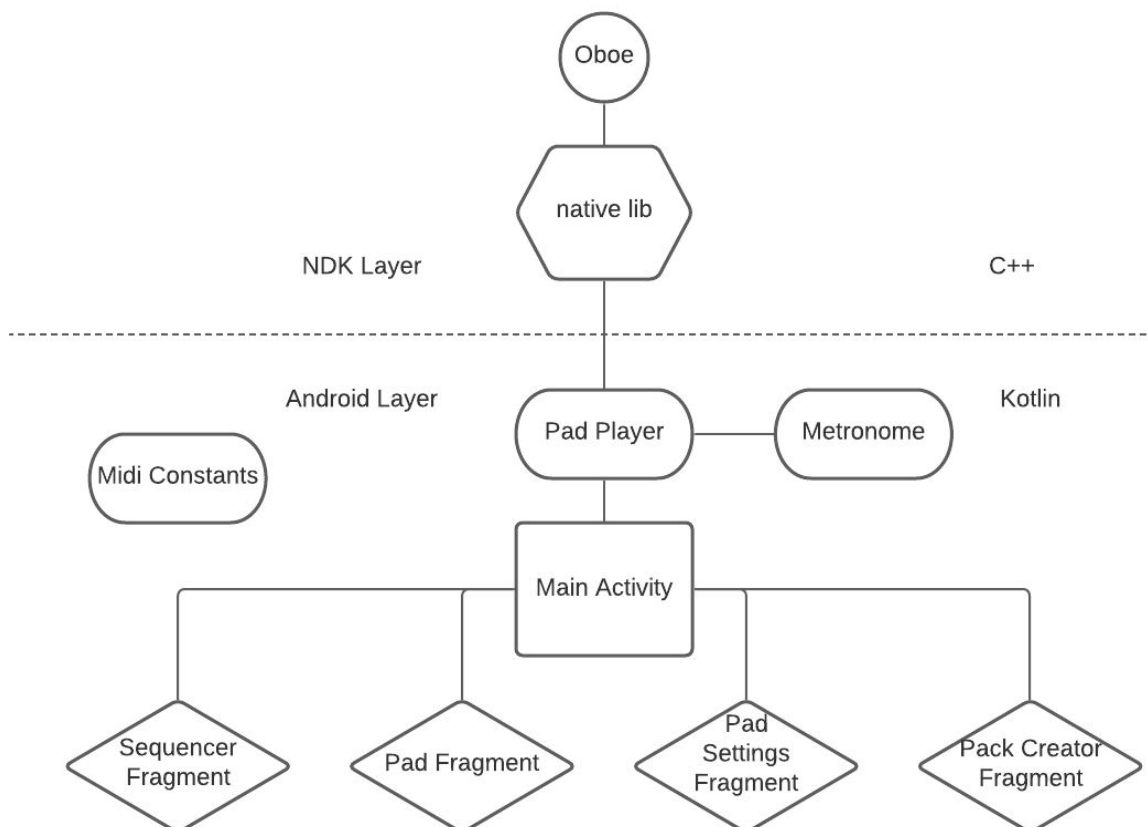 Oboe
native lib
NDK Layer
C++
Android Layer
Kotlin
Pad Player
Metronome
Midi Constants
Main Activity
Sequencer
Fragment
Pad Fragment
Pad
Settings
Fragment
Pack Creator
Fragment